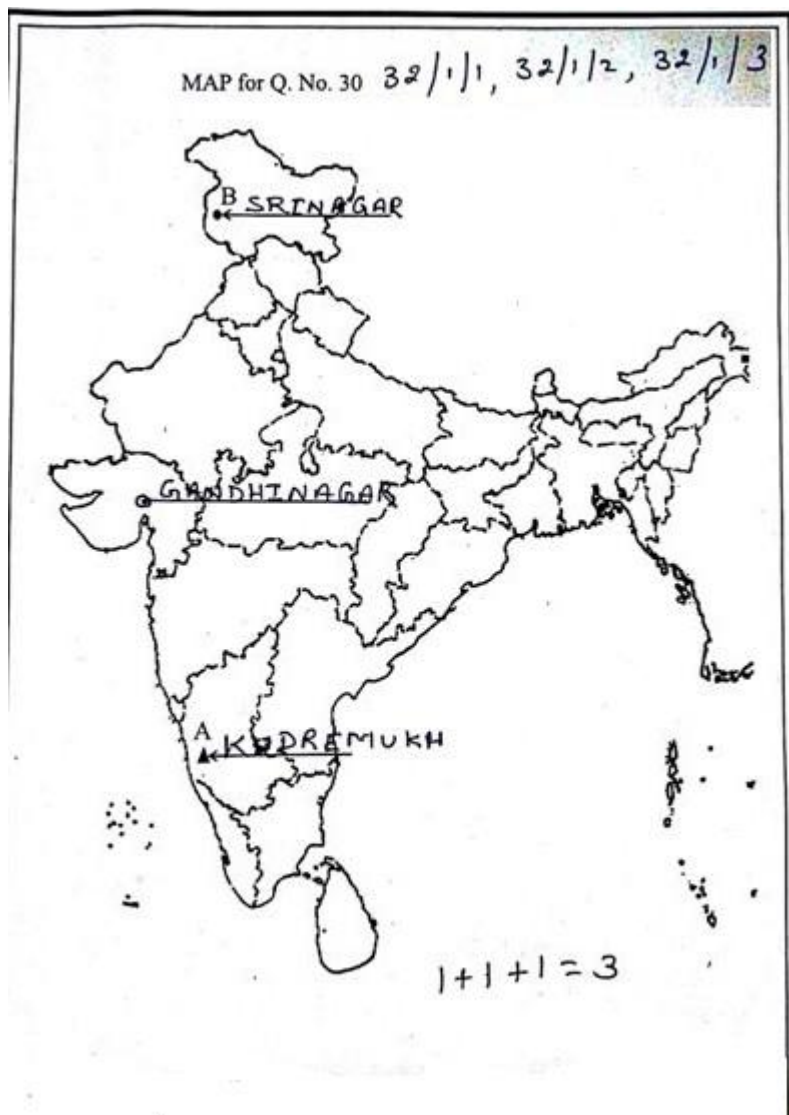 MAP for Q. No. 30 32/1/1, 32/1/2, 32/1/3
B SRINAGAR
GANDHINAGAR
A
KUDREMUKH
1+1+1=3